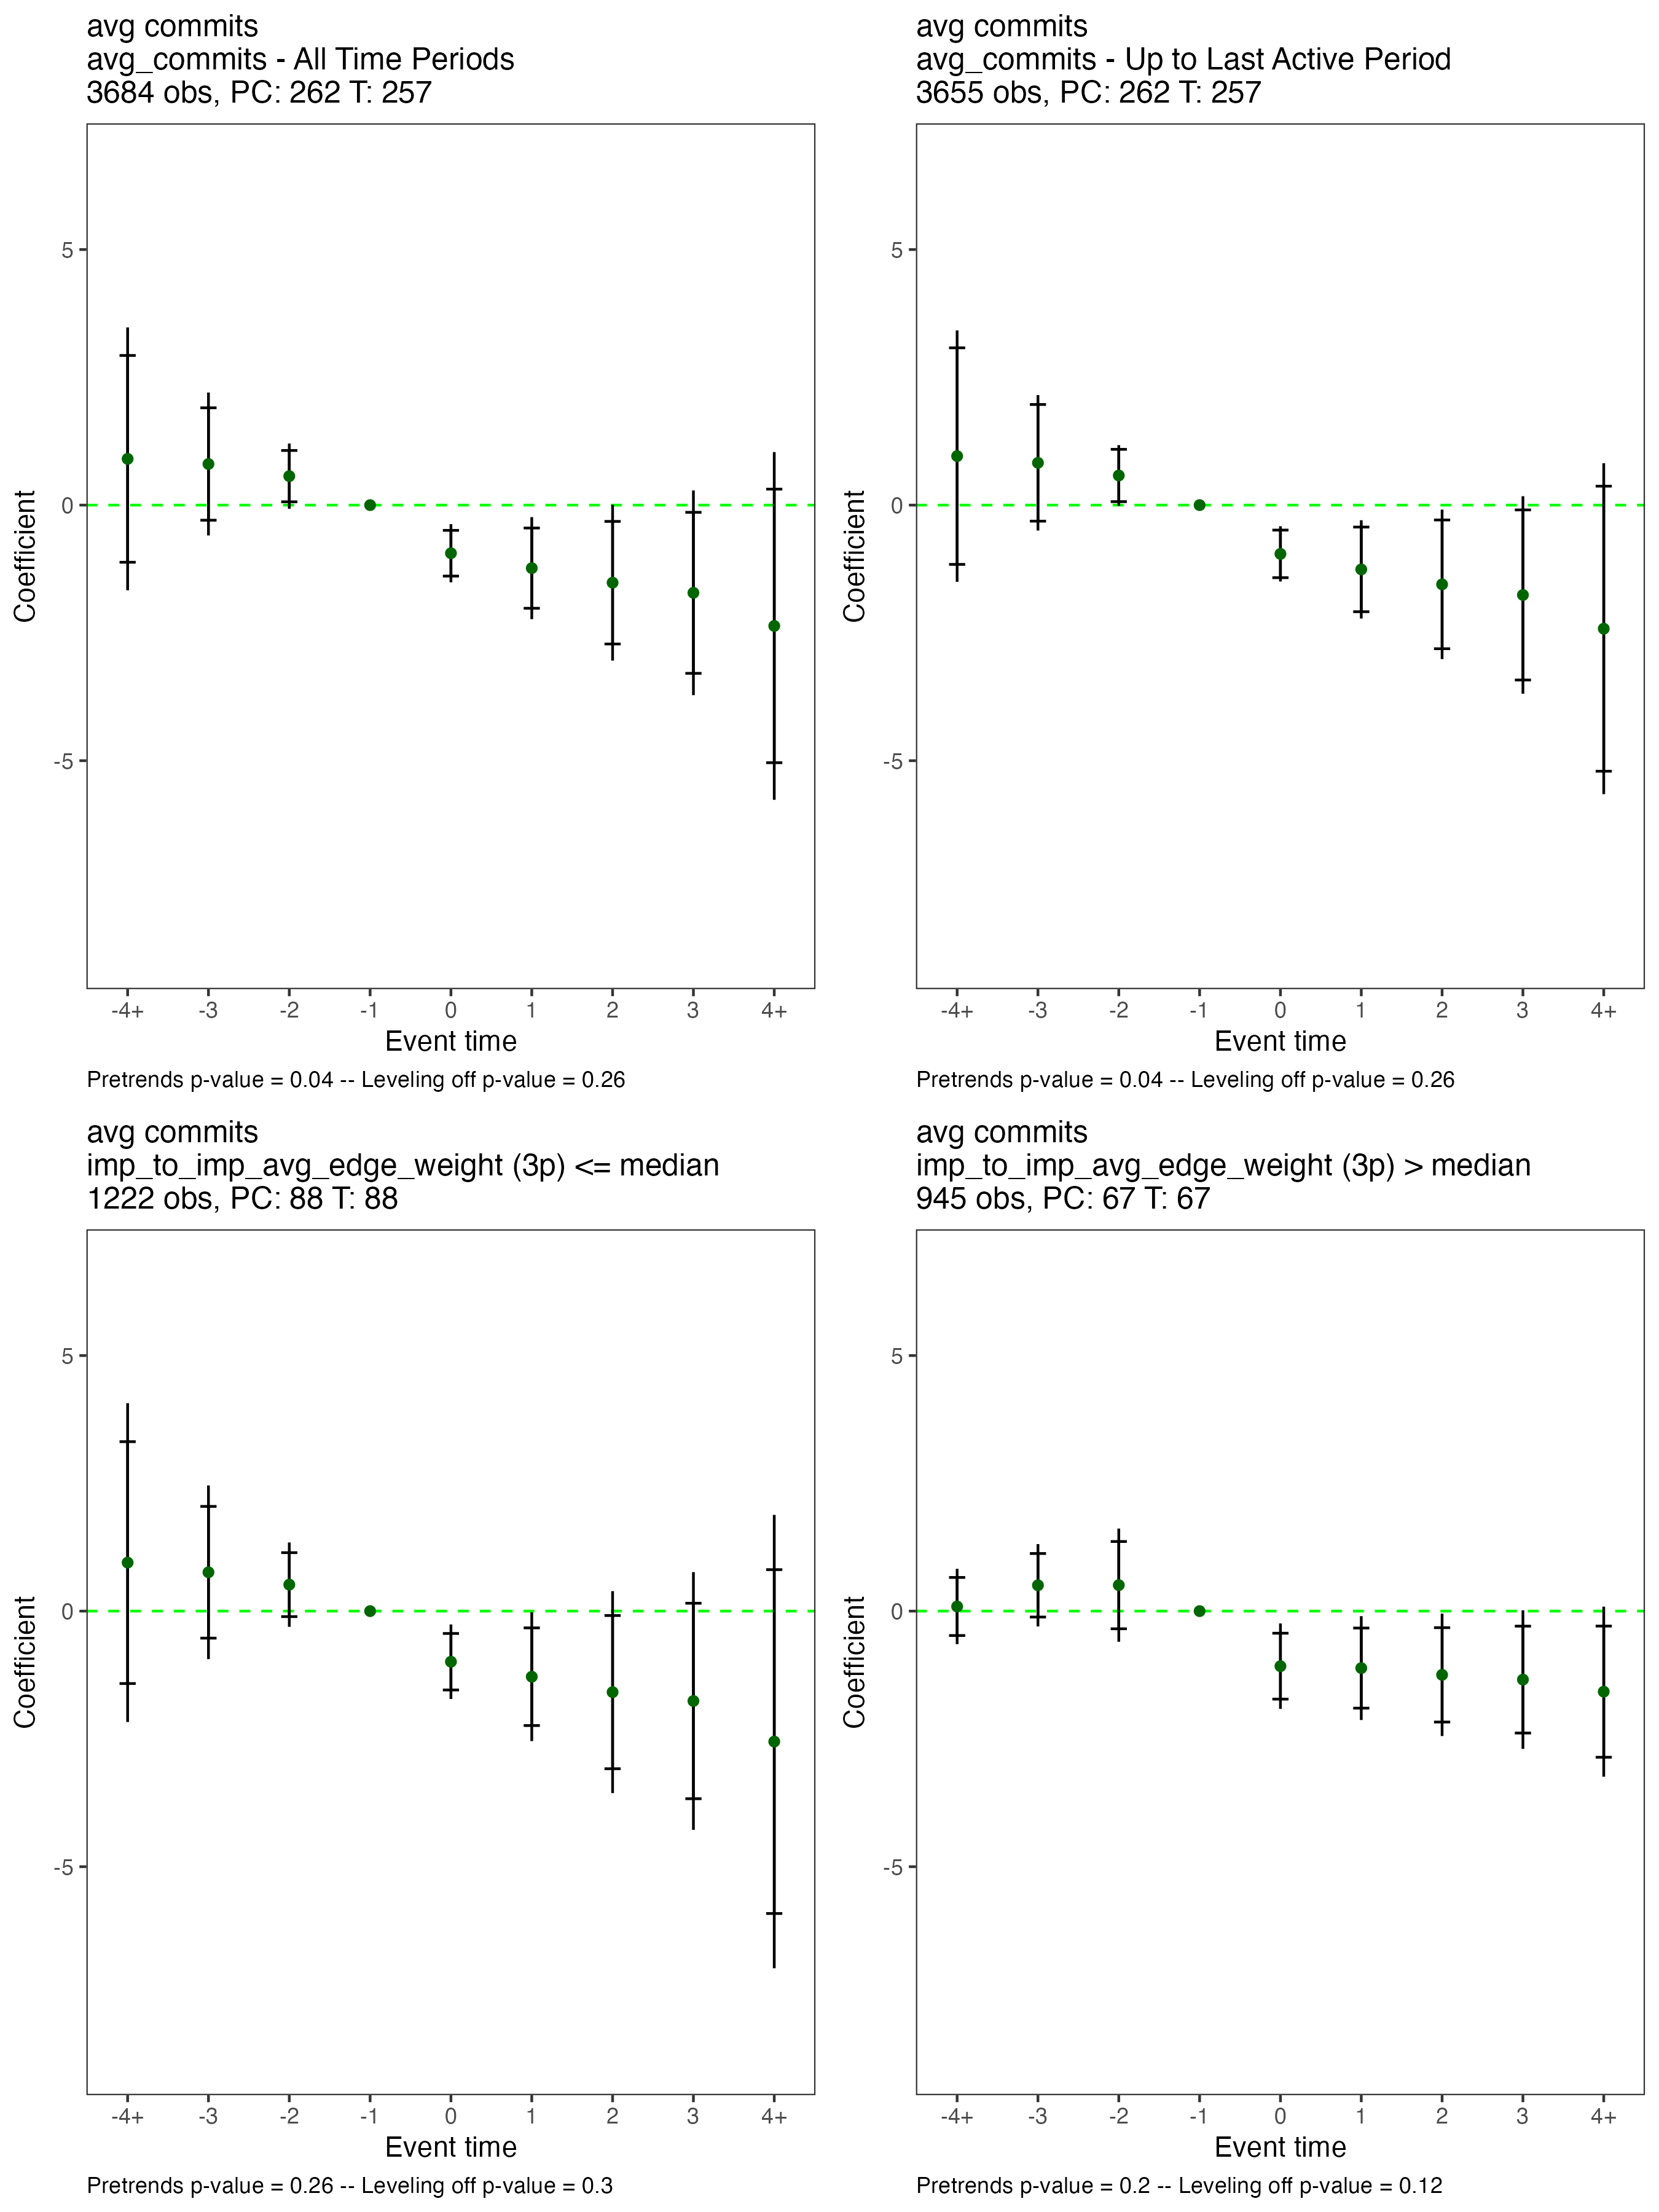 avg commits
avg_commits - All Time Periods
3684 obs, PC: 262 T: 257
5
0
-5
Coefficient
-4+ -3 -2 -1 0 1 2 3 4+
Event time
Pretrends p-value = 0.04 -- Leveling off p-value = 0.26
avg commits
avg_commits - Up to Last Active Period
3655 obs, PC: 262 T: 257
5
0
-5
Coefficient
-4+ -3 -2 -1 0 1 2 3 4+
Event time
Pretrends p-value = 0.04 -- Leveling off p-value = 0.26
avg commits
imp_to_imp_avg_edge_weight (3p) <= median
1222 obs, PC: 88 T: 88
5
0
-5
Coefficient
-4+ -3 -2 -1 0 1 2 3 4+
Event time
Pretrends p-value = 0.26 -- Leveling off p-value = 0.3
avg commits
imp_to_imp_avg_edge_weight (3p) > median
945 obs, PC: 67 T: 67
5
0
-5
Coefficient
-4+ -3 -2 -1 0 1 2 3 4+
Event time
Pretrends p-value = 0.2 -- Leveling off p-value = 0.12